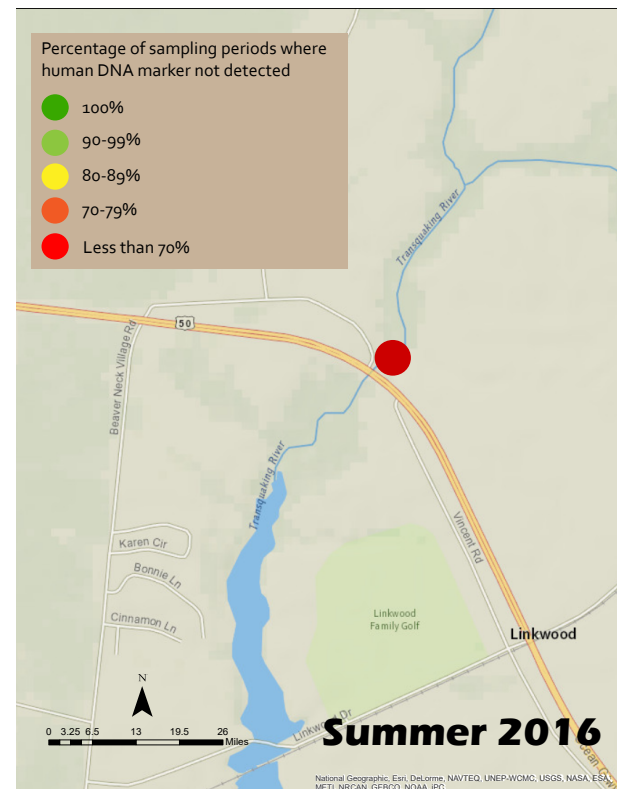 Percentage of sampling periods where
human DNA marker not detected
100%
90-99%
80-89%
70-79%
Less than 70%
Transquaking River
50
Beaver Neck Village Rd
Transquaking River
Vincent Rd
Karen Cir
Bonnie Ln
Cinnamon Ln
Linkwood
Family Golf
Linkwood
N
0 3.25 6.5 13 19.5 26
Miles
Linkwood Dr
Summer 2016
National Geographic, Esri, DeLorme, NAVTEQ, UNEP-WCMC, USGS, NASA, ESA,
METI, NRCAN, GEBCO, NOAA, iPC